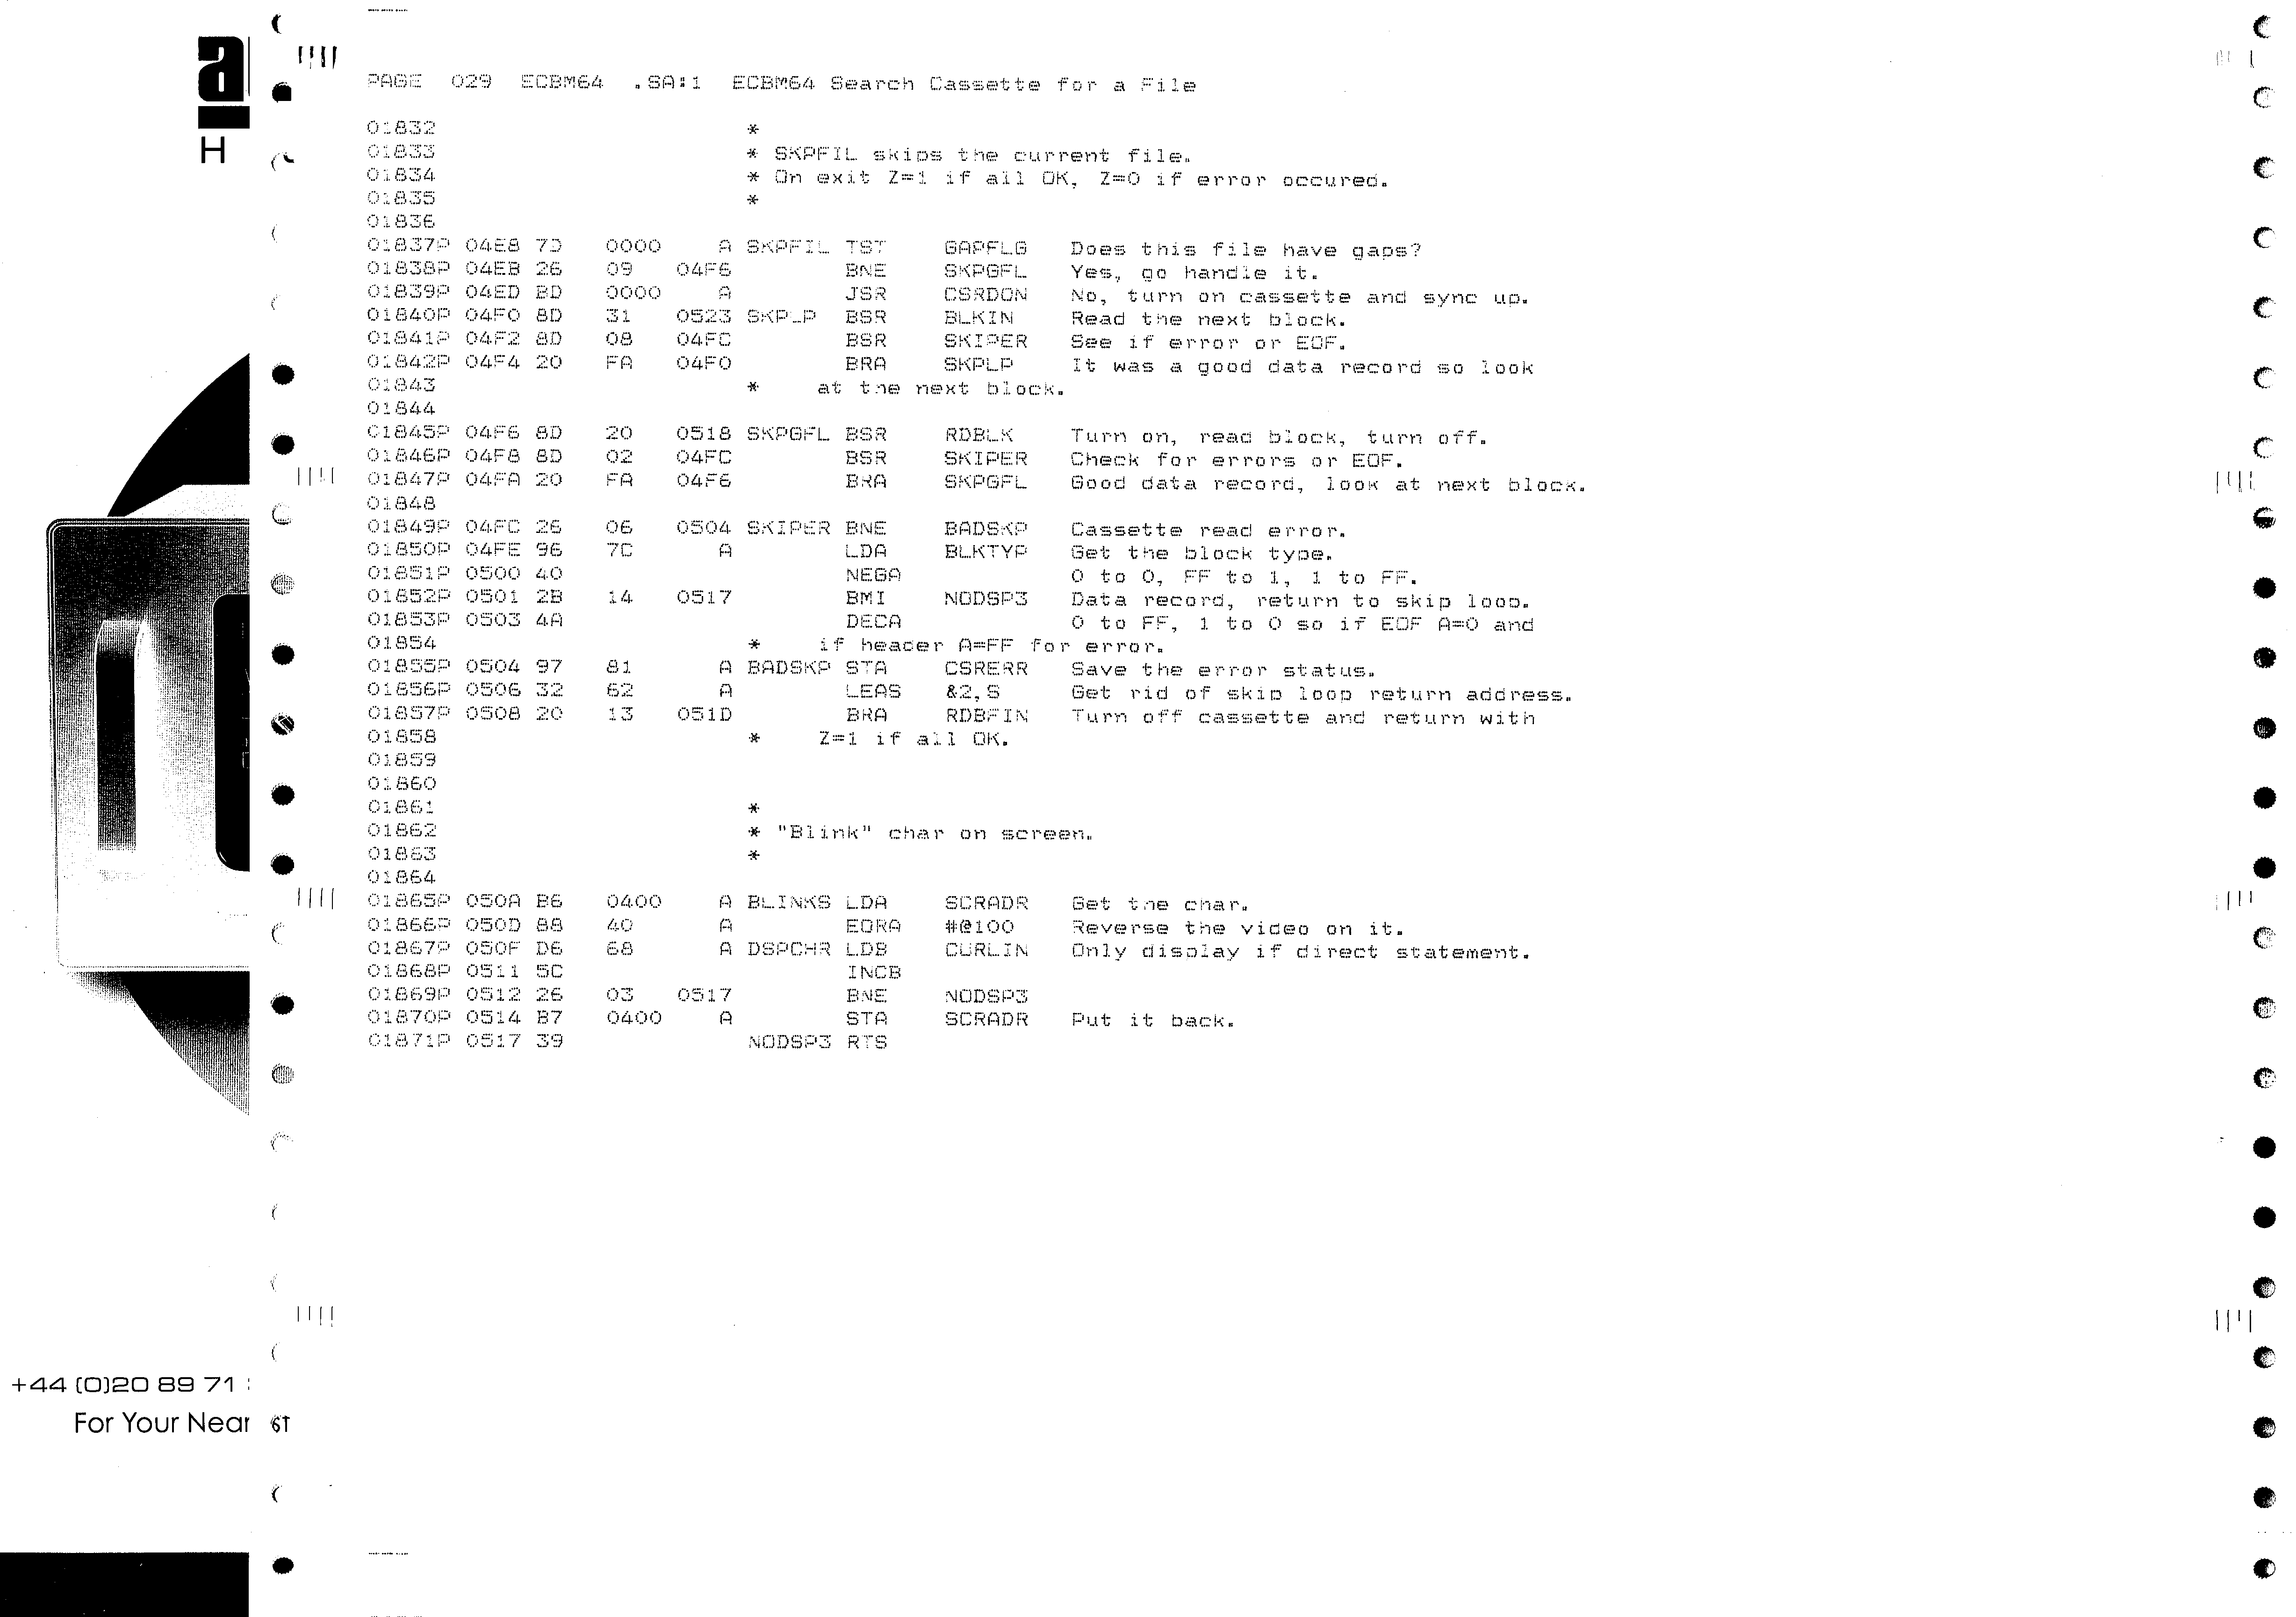 a
H
PAGE 029 ECBM64 .SA:1 ECBM64 Search Cassette for a File
01832 *
01833 * SKPFIL skips the current file.
01834 * On exit Z=1 if all OK, Z=0 if error occured.
01835 *
01836
01837P 04E8 7D 0000 A SKPFIL TST GAPFLG Does this file have gaps?
01838P 04EB 26 09 04F6 BNE SKPGFL Yes, go handle it.
01839P 04ED BD 0000 A JSR CSRDON No, turn on cassette and sync up.
01840P 04F0 8D 31 0523 SKPLP BSR BLKIN Read the next block.
01841P 04F2 8D 08 04FC BSR SKIPER See if error or EOF.
01842P 04F4 20 FA 04F0 BRA SKPLP It was a good data record so look
01843 * at the next block.
01844
01845P 04F6 8D 20 0518 SKPGFL BSR RDBLK Turn on, read block, turn off.
01846P 04F8 8D 02 04FC BSR SKIPER Check for errors or EOF.
01847P 04FA 20 FA 04F6 BRA SKPGFL Good data record, look at next block.
01848
01849P 04FC 26 06 0504 SKIPER BNE BADSKP Cassette read error.
01850P 04FE 96 7C A LDA BLKTYP Get the block type.
01851P 0500 40 NEGA 0 to 0, FF to 1, 1 to FF.
01852P 0501 2B 14 0517 BMI NODSP3 Data record, return to skip loop.
01853P 0503 4A DECA 0 to FF, 1 to 0 so if EOF A=0 and
01854 * if header A=FF for error.
01855P 0504 97 81 A BADSKP STA CSRERR Save the error status.
01856P 0506 32 62 A LEAS &2,S Get rid of skip loop return address.
01857P 0508 20 13 051D BRA RDBFIN Turn off cassette and return with
01858 * Z=1 if all OK.
01859
01860
01861 *
01862 * "Blink" char on screen.
01863 *
01864
01865P 050A B6 0400 A BLINKS LDA SCRADR Get the char.
01866P 050D 88 40 A EORA #@100 Reverse the video on it.
01867P 050F D6 68 A DSPCHR LDB CURLIN Only display if direct statement.
01868P 0511 5C INCB
01869P 0512 26 03 0517 BNE NODSP3
01870P 0514 B7 0400 A STA SCRADR Put it back.
01871P 0517 39 NODSP3 RTS
+44 (0)20 89 71
For Your Near